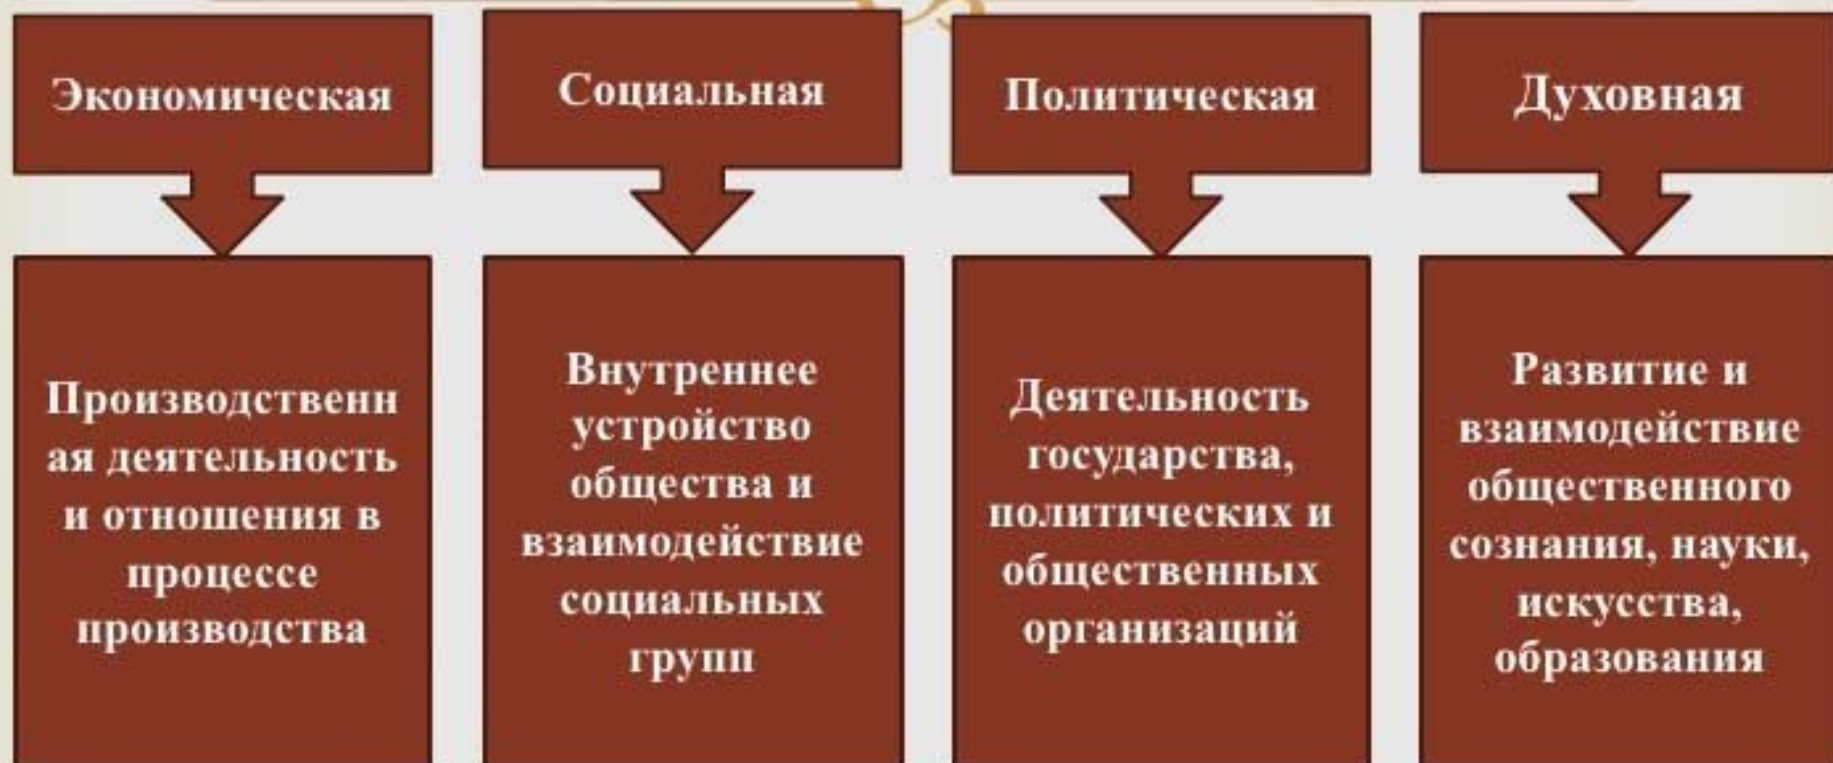 Экономическая
Социальная
Политическая
Духовная
Производственн
ая деятельность
и отношения в
процессе
производства
Внутреннее
устройство
общества и
взаимодействие
социальных
групп
Деятельность
государства,
политических и
общественных
организаций
Развитие и
взаимодействие
общественного
сознания, науки,
искусства,
образования